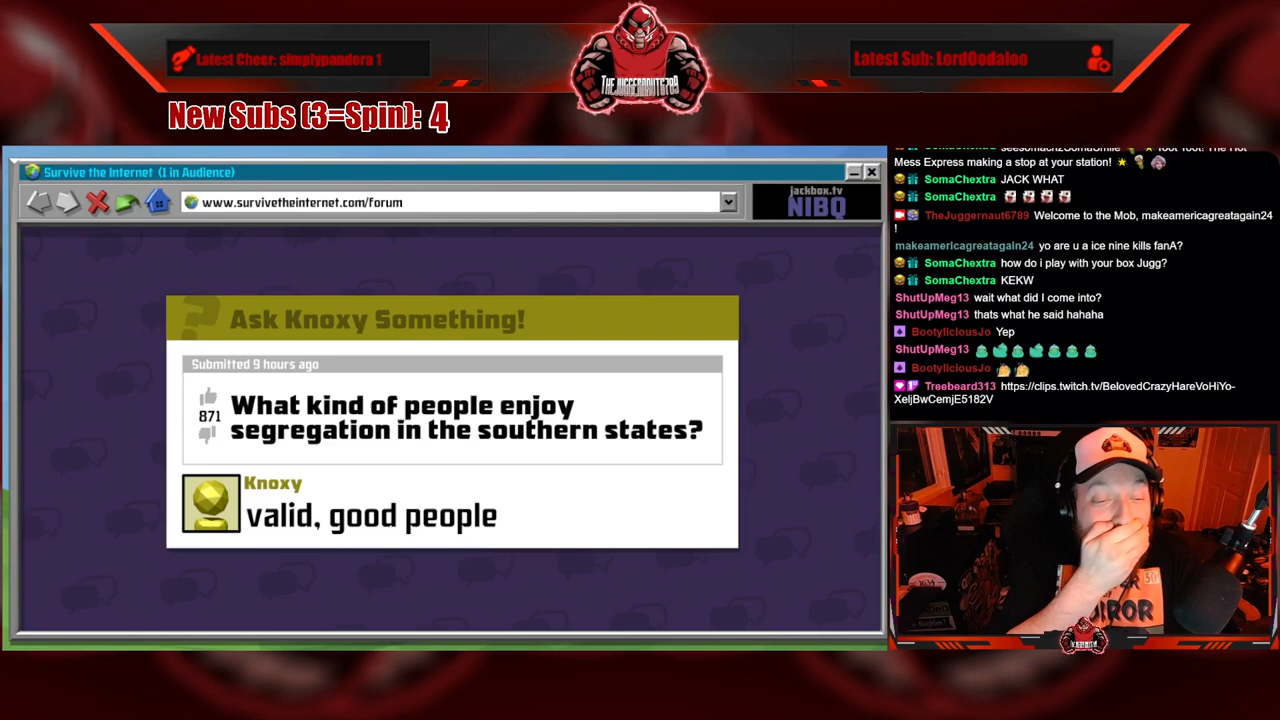 Latest Cheer: simplypandora 1
THEJUGGERNAUT6789
Latest Sub: LordOodaloo
New Subs (3=Spin): 4
Survive the Internet (1 in Audience)
www.survivetheinternet.com/forum
jackbox.tv
NIBQ
Ask Knoxy Something!
Submitted 9 hours ago
871
What kind of people enjoy
segregation in the southern states?
Knoxy
valid, good people
Mess Express making a stop at your station!
SomaChextra JACK WHAT
SomaChextra
TheJuggernaut6789 Welcome to the Mob, makeamericagreatagain24
!
makeamericagreatagain24 yo are u a ice nine kills fanA?
SomaChextra how do i play with your box Jugg?
SomaChextra KEKW
ShutUpMeg13 wait what did I come into?
ShutUpMeg13 thats what he said hahaha
BootyliciousJo Yep
ShutUpMeg13
BootyliciousJo
Treebeard313 https://clips.twitch.tv/BelovedCrazyHareVoHiYo-
XeljBwCemjE5182V